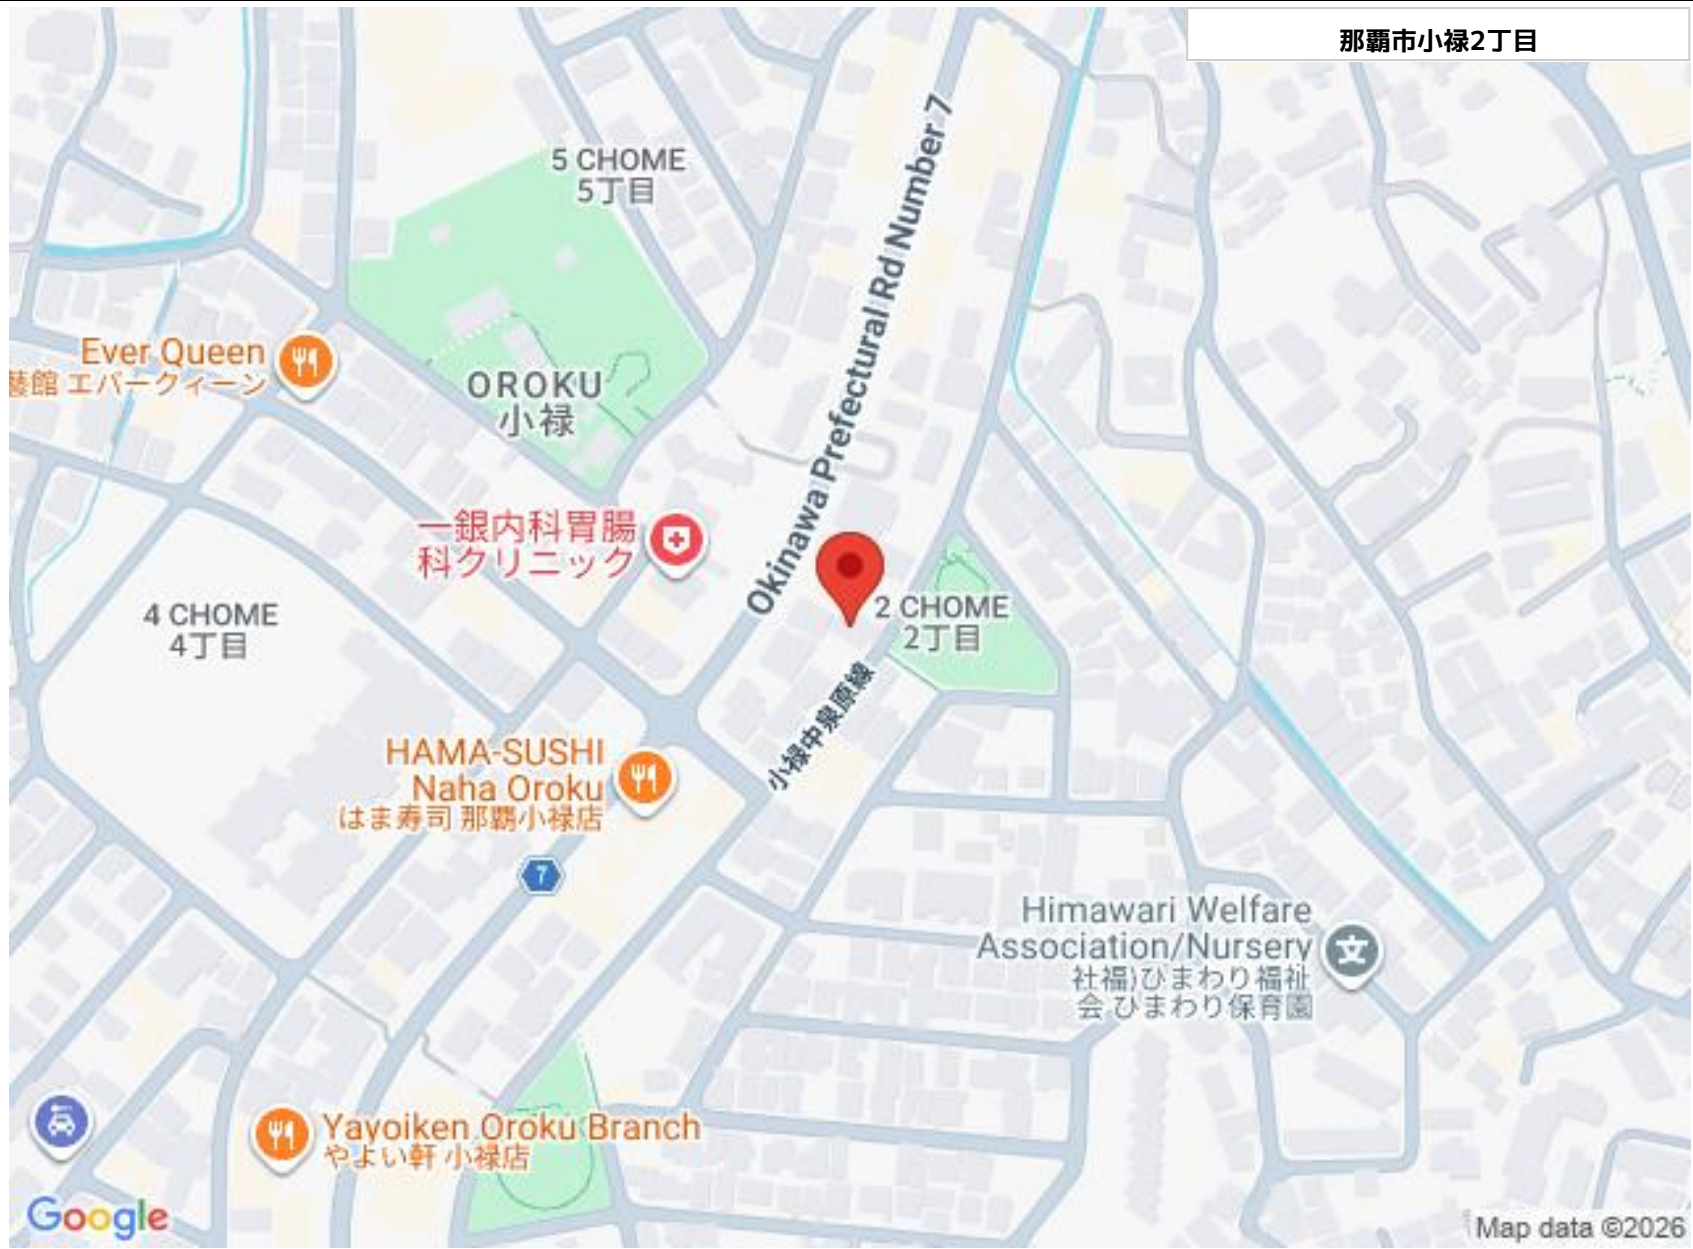 那覇市小禄2丁目
5 CHOME
5丁目
Okinawa Prefectural Rd Number 7
Ever Queen
藝館 エバークィーン
OROKU
小禄
一銀内科胃腸
科クリニック
4 CHOME
4丁目
2 CHOME
2丁目
小禄中泉原線
HAMA-SUSHI
Naha Oroku
はま寿司 那覇小禄店
7
Himawari Welfare
Association/Nursery
社福)ひまわり福祉
会 ひまわり保育園
文
Yayoiken Oroku Branch
やよい軒 小禄店
Google
Map data ©2026